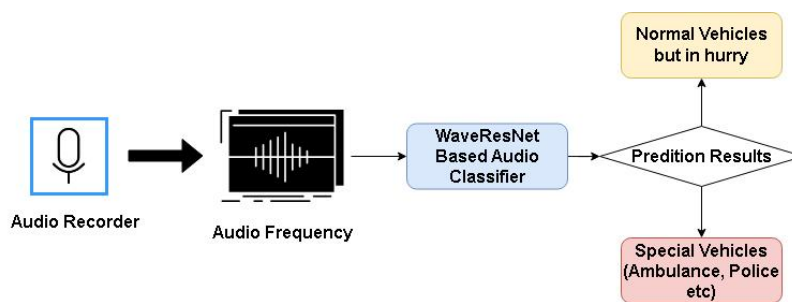 Normal Vehicles
but in hurry
WaveResNet
Based Audio
Classifier
Predition Results
Audio Recorder
Audio Frequency
Special Vehicles
(Ambulance, Police
etc)